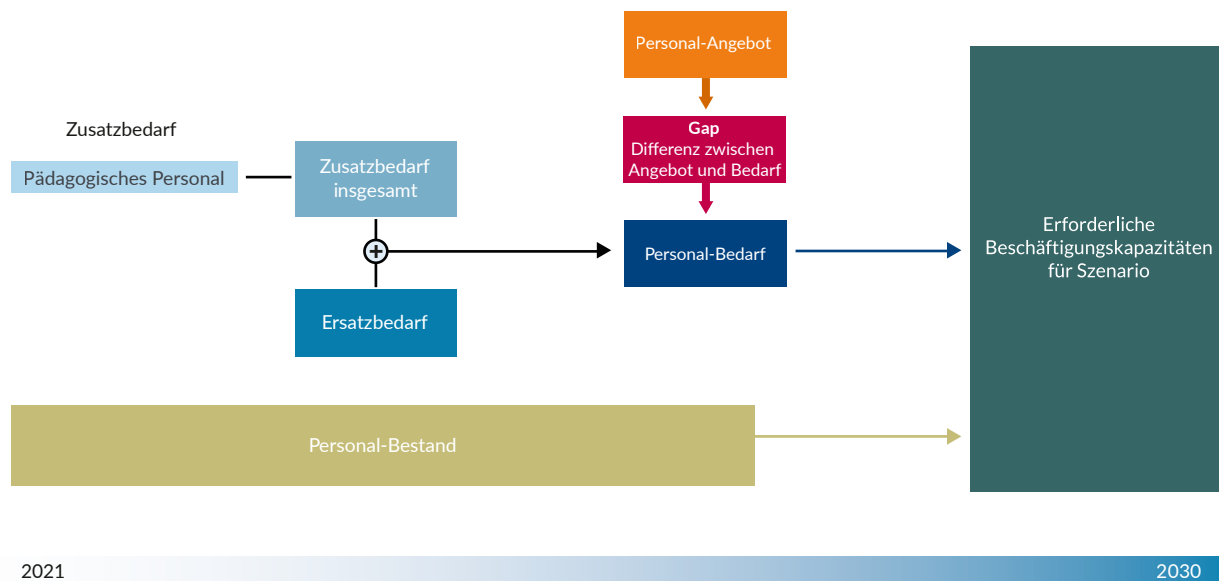 Personal-Angebot
Zusatzbedarf
Gap
Differenz zwischen
Angebot und Bedarf
Pädagogisches Personal
Zusatzbedarf
insgesamt
Erforderliche
Beschäftigungskapazitäten
für Szenario
Personal-Bedarf
Ersatzbedarf
Personal-Bestand
2021
2030